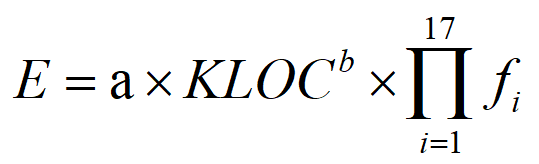 E = a × KLOC^b × ∏_{i=1}^{17} f_i